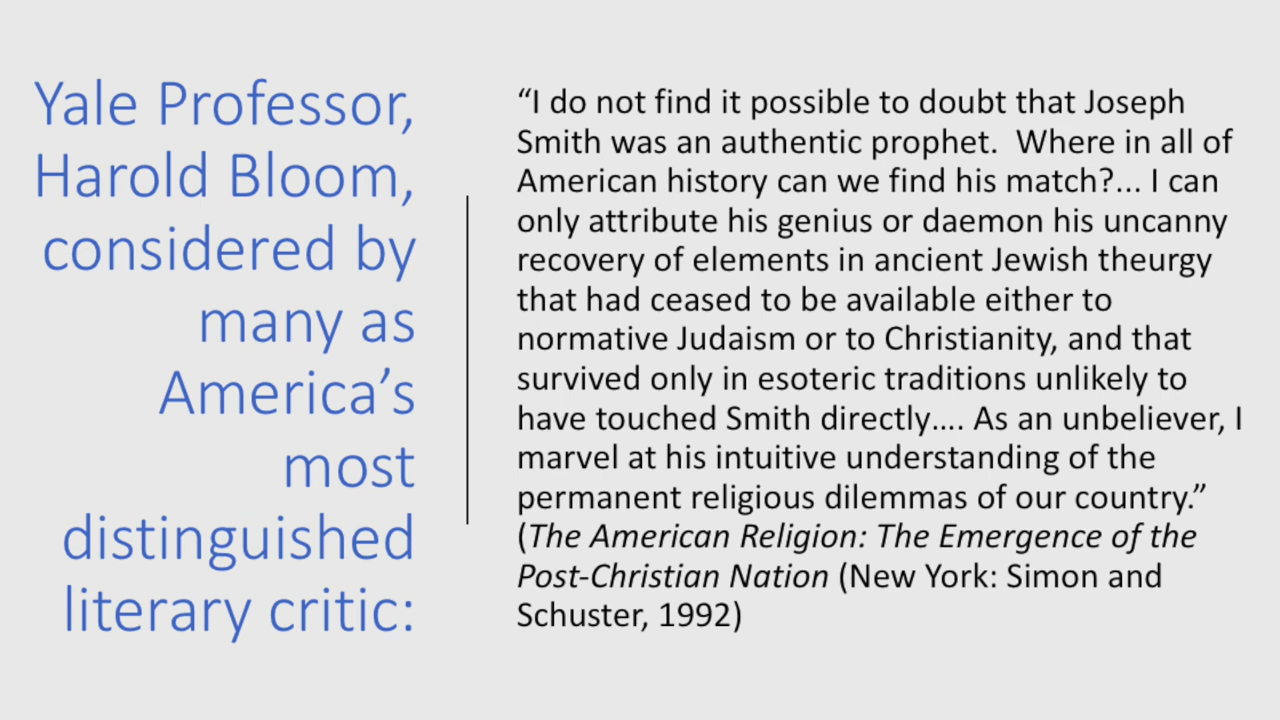 Yale Professor,
Harold Bloom,
considered by
many as
America’s
most
distinguished
literary critic:
“I do not find it possible to doubt that Joseph
Smith was an authentic prophet.  Where in all of
American history can we find his match?... I can
only attribute his genius or daemon his uncanny
recovery of elements in ancient Jewish theurgy
that had ceased to be available either to
normative Judaism or to Christianity, and that
survived only in esoteric traditions unlikely to
have touched Smith directly…. As an unbeliever, I
marvel at his intuitive understanding of the
permanent religious dilemmas of our country.”
(The American Religion: The Emergence of the
Post-Christian Nation (New York: Simon and
Schuster, 1992)